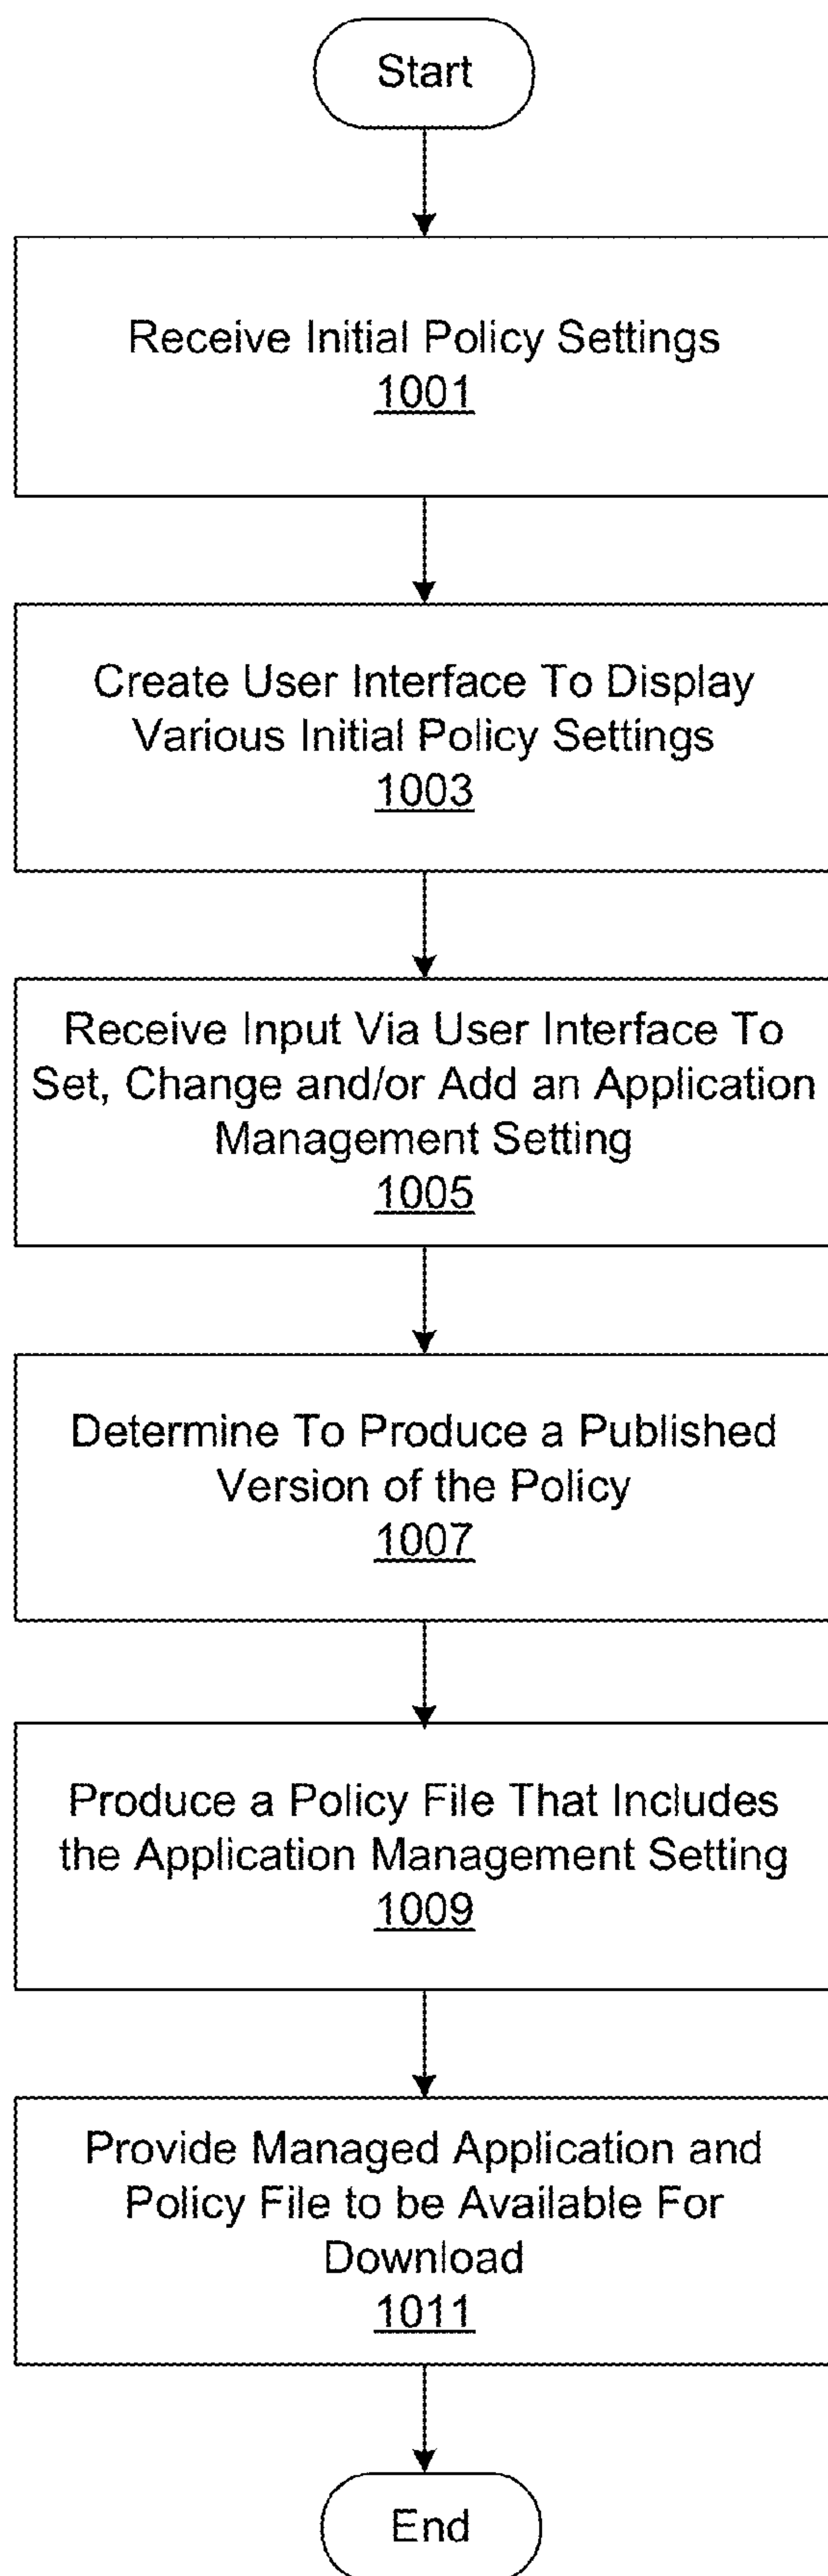 Start
Receive Initial Policy Settings
1001
Create User Interface To Display
Various Initial Policy Settings
1003
Receive Input Via User Interface To
Set, Change and/or Add an Application
Management Setting
1005
Determine To Produce a Published
Version of the Policy
1007
Produce a Policy File That Includes
the Application Management Setting
1009
Provide Managed Application and
Policy File to be Available For
Download
1011
End